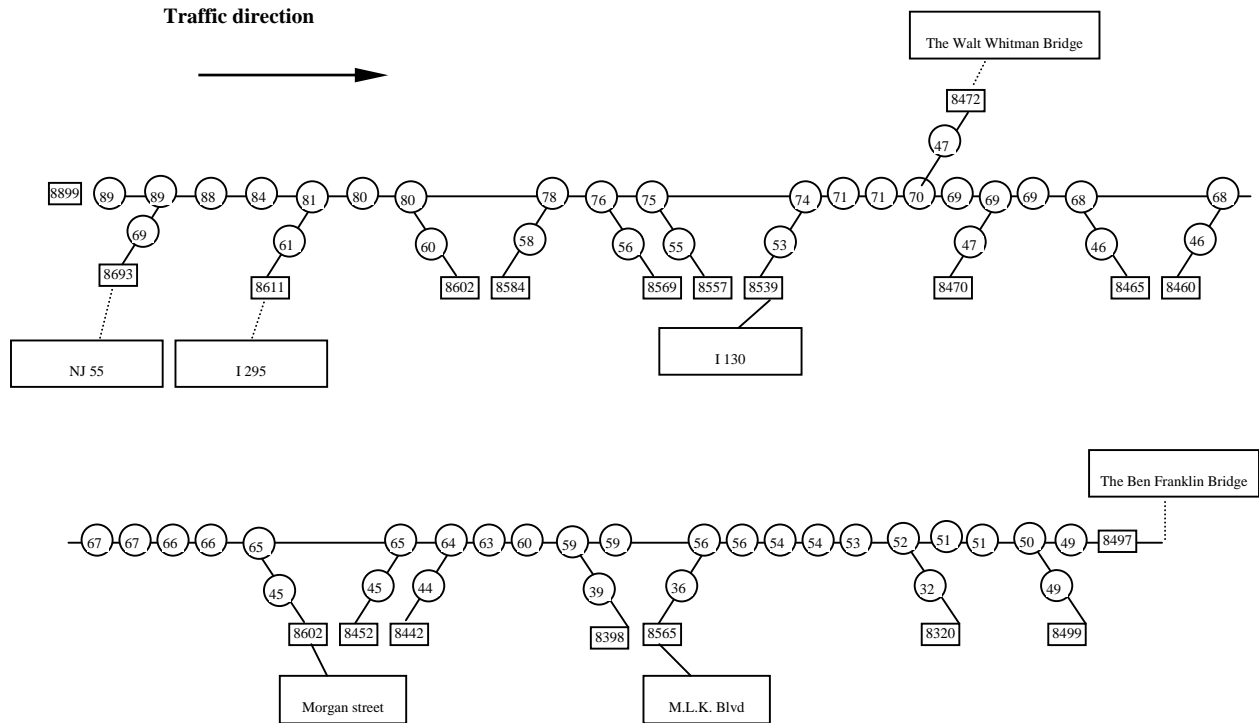 Traffic direction
The Walt Whitman Bridge
8472
47
8899 89 89 88 84 81 80 80 78 76 75 74 71 71 70 69 69 69 68 68
69 61 60 58 56 55 53 47 46 46
8693 8611 8602 8584 8569 8557 8539 8470 8465 8460
NJ 55 I 295 I 130
The Ben Franklin Bridge
67 67 66 66 65 65 64 63 60 59 59 56 56 54 54 53 52 51 51 50 49 8497
45 45 44 39 36 32 49
8602 8452 8442 8398 8565 8320 8499
Morgan street M.L.K. Blvd